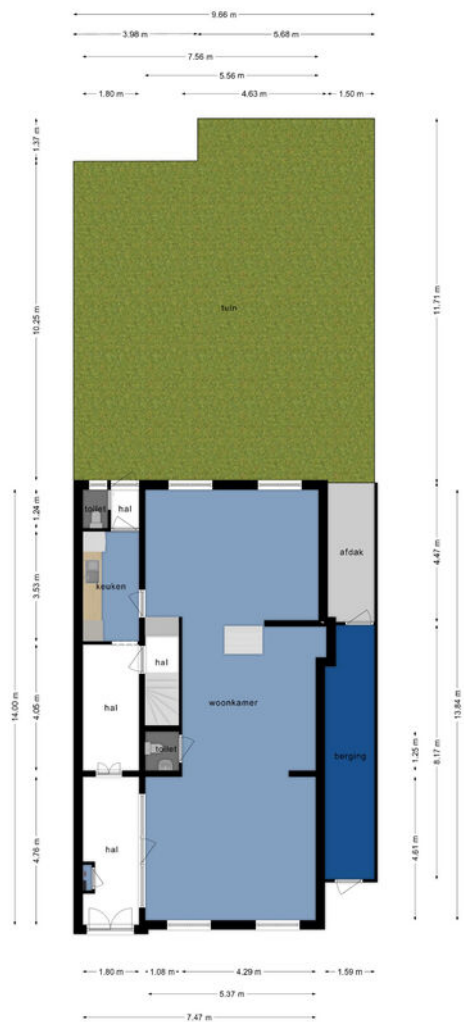 9.66 m
3.98 m
5.68 m
7.56 m
5.56 m
1.80 m
4.63 m
1.50 m
1.37 m
10.25 m
11.71 m
tuin
toilet
hal
1.24 m
afdak
4.47 m
keuken
3.53 m
hal
14.00 m
13.84 m
hal
woonkamer
4.05 m
toilet
berging
1.25 m
8.17 m
hal
4.76 m
4.61 m
1.80 m
1.08 m
4.29 m
1.59 m
5.37 m
7.47 m